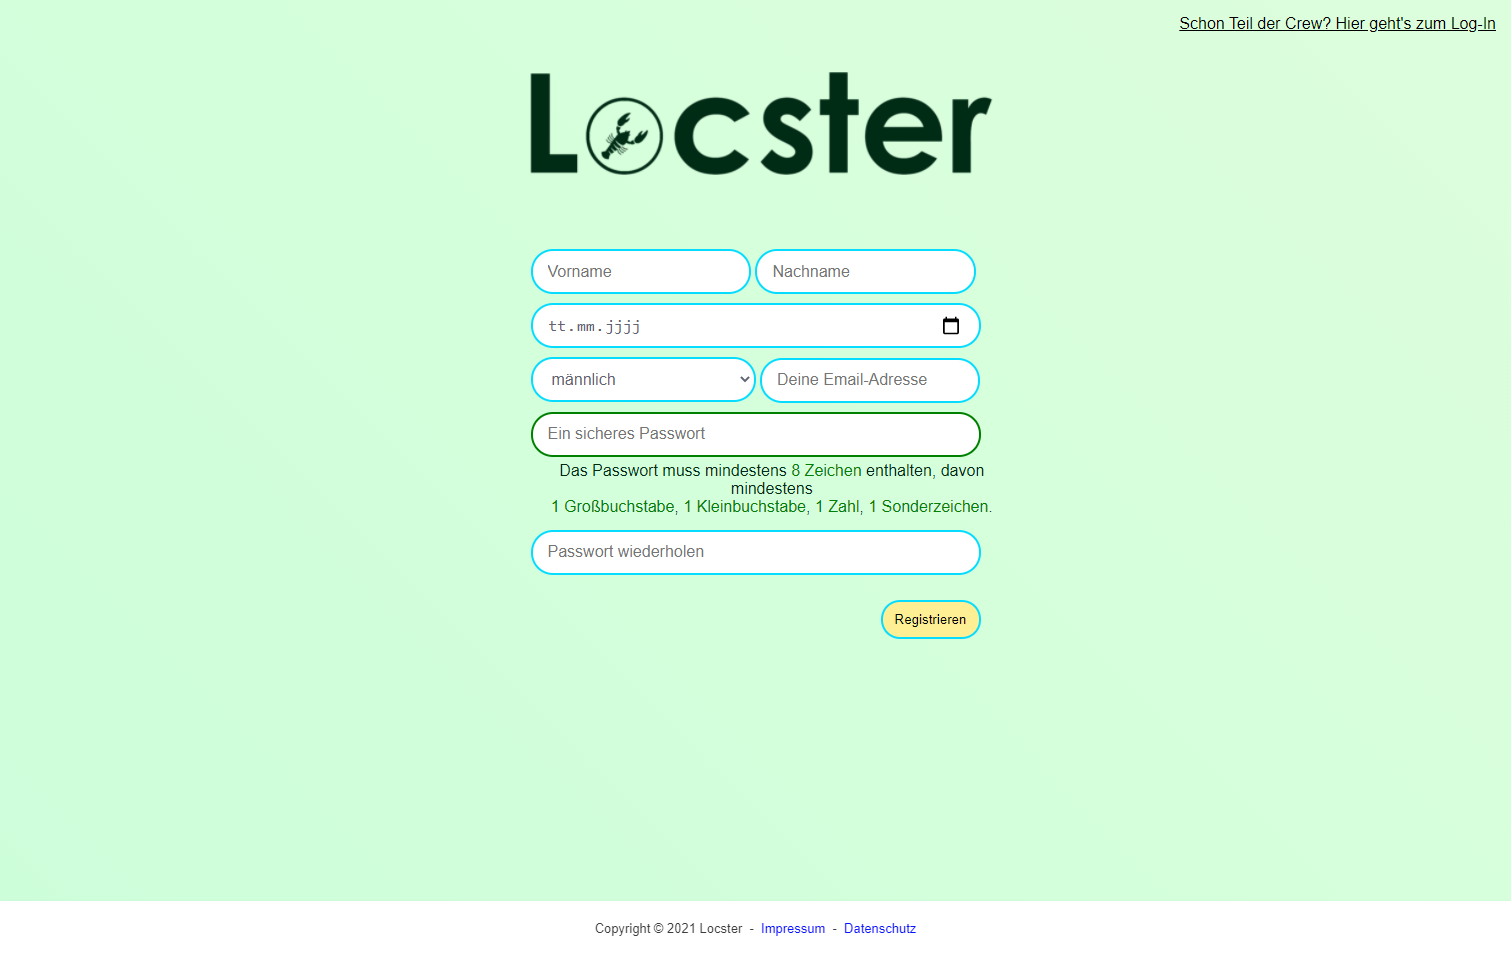 Schon Teil der Crew? Hier geht's zum Log-In
Locster
Vorname
Nachname
tt.mm.jjjj
männlich
Deine Email-Adresse
Ein sicheres Passwort
Das Passwort muss mindestens 8 Zeichen enthalten, davon
mindestens
1 Großbuchstabe, 1 Kleinbuchstabe, 1 Zahl, 1 Sonderzeichen.
Passwort wiederholen
Registrieren
Copyright © 2021 Locster - Impressum - Datenschutz